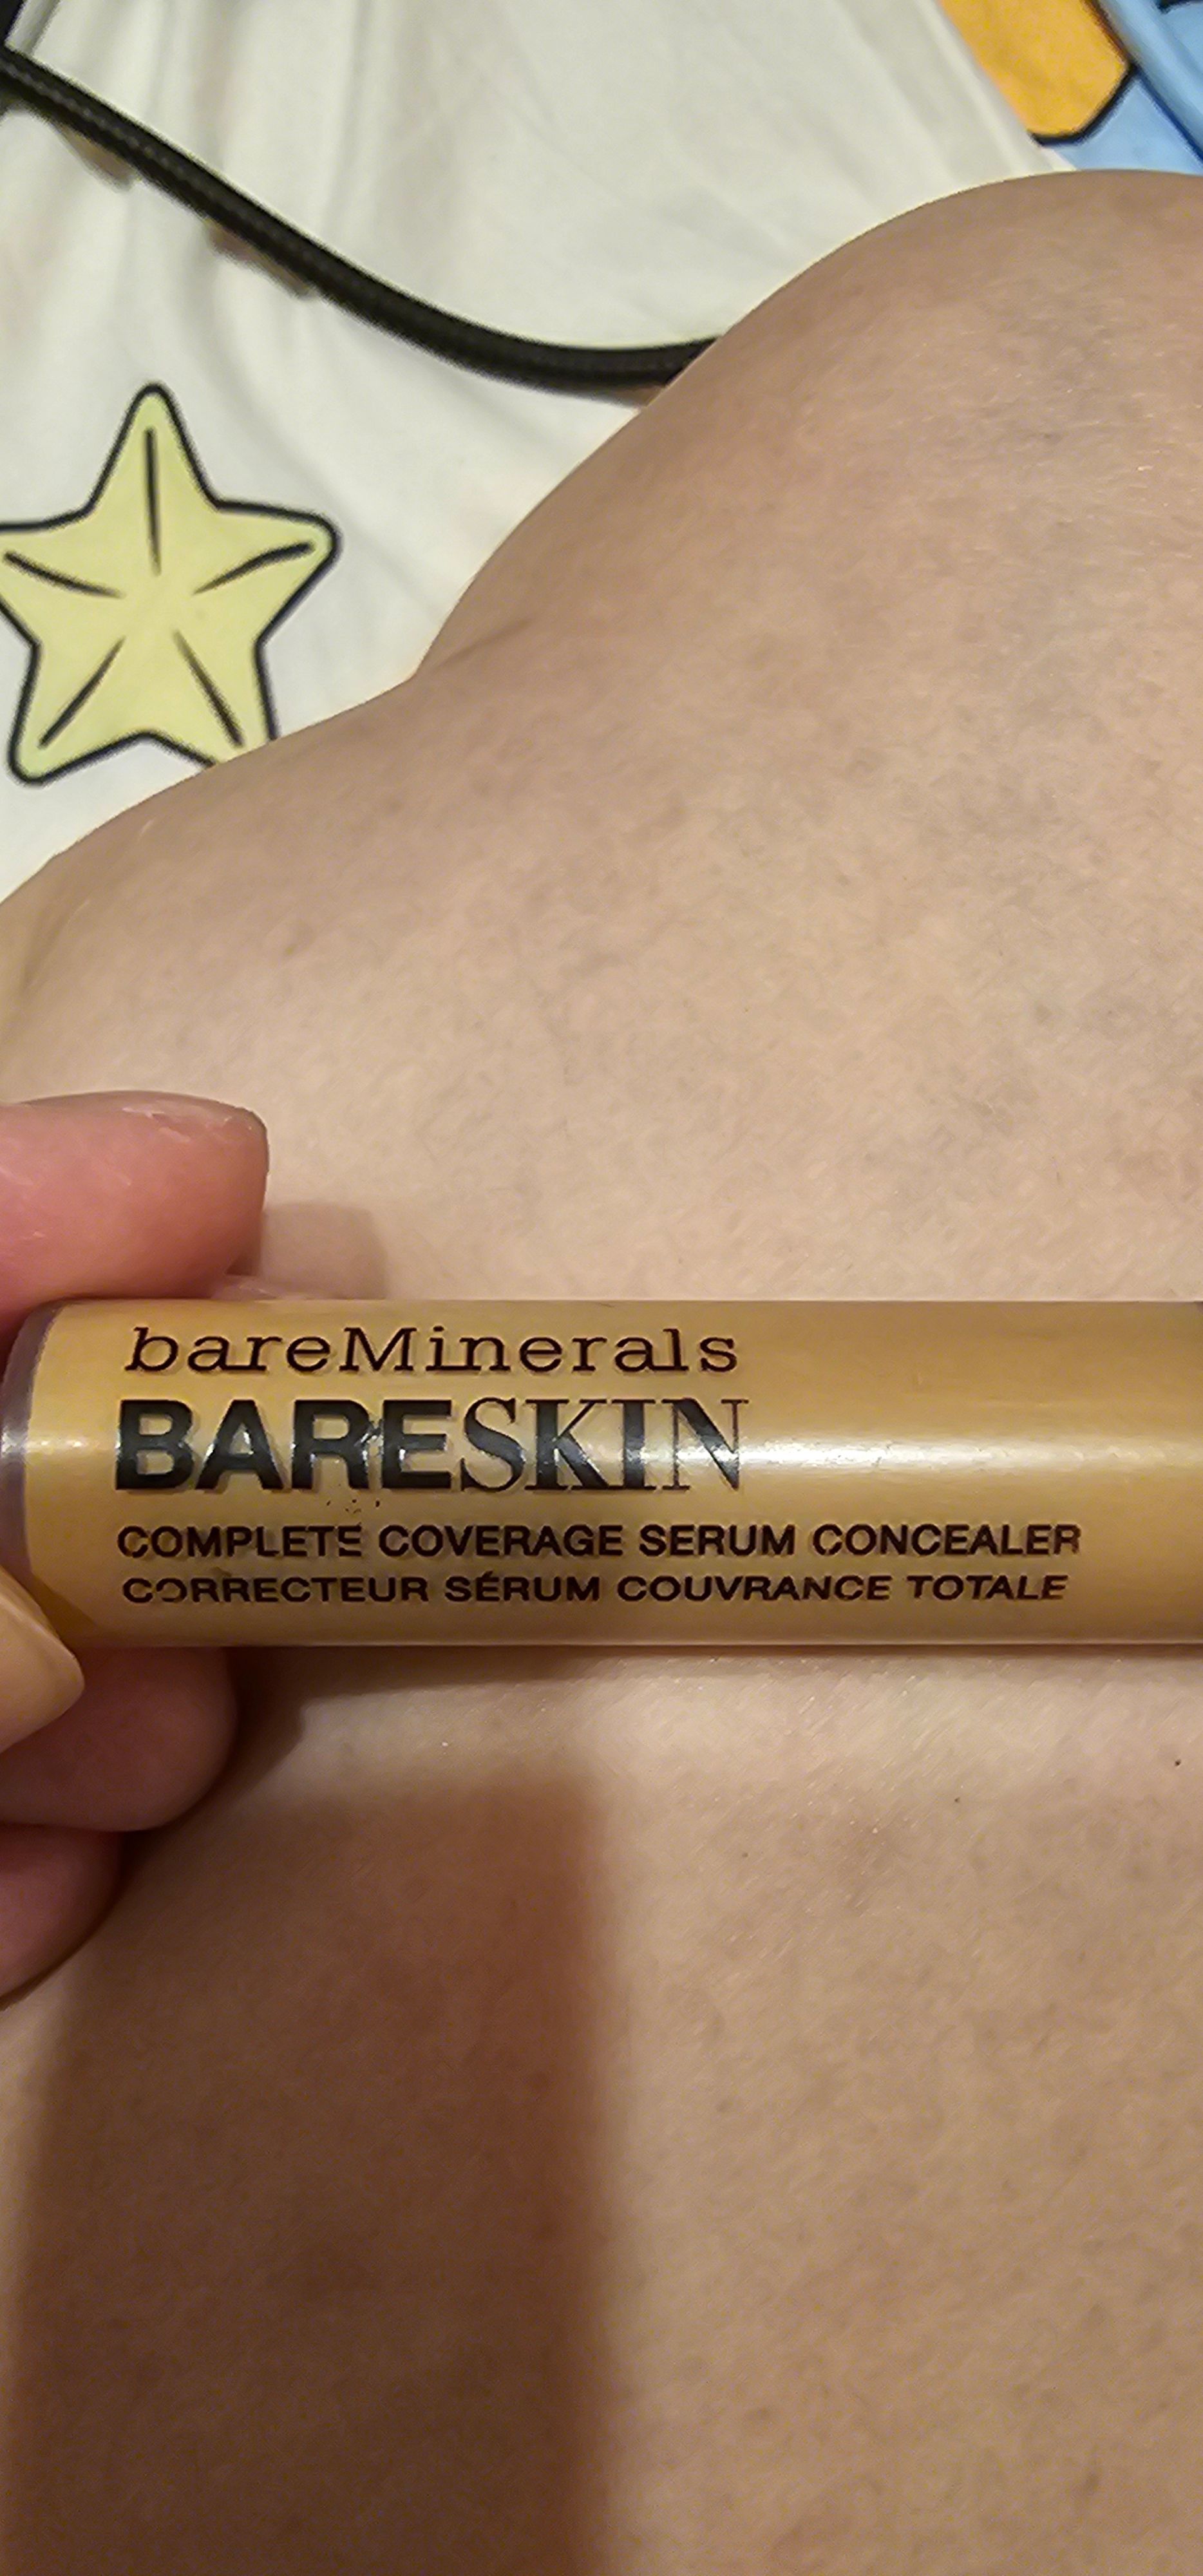 bareMinerals
BARESKIN
COMPLETE COVERAGE SERUM CONCEALER
CORRECTEUR SÉRUM COUVRANCE TOTALE